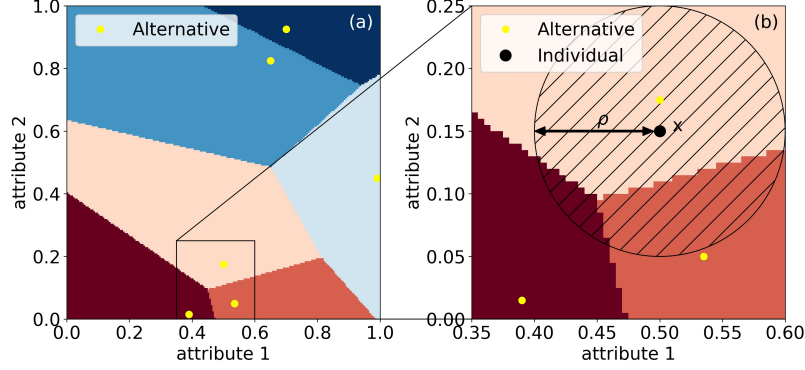 (a)
Alternative
1.0
0.8
0.6
0.4
0.2
0.0
attribute 2
0.0 0.2 0.4 0.6 0.8 1.0
attribute 1
(b)
Alternative
Individual
ρ
x
0.25
0.20
0.15
0.10
0.05
0.00
attribute 2
0.35 0.40 0.45 0.50 0.55 0.60
attribute 1